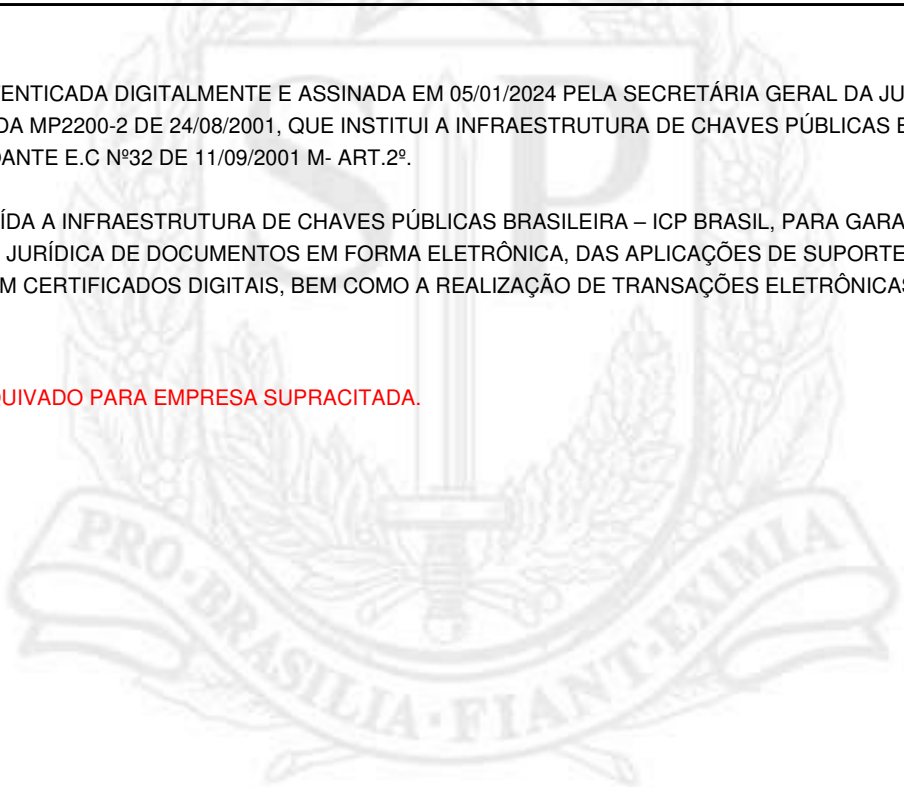 ENTICADA DIGITALMENTE E ASSINADA EM 05/01/2024 PELA SECRETÁRIA GERAL DA JU
DA MP2200-2 DE 24/08/2001, QUE INSTITUI A INFRAESTRUTURA DE CHAVES PÚBLICAS
DANTE E.C Nº32 DE 11/09/2001 M- ART.2º.
ÍDA A INFRAESTRUTURA DE CHAVES PÚBLICAS BRASILEIRA – ICP BRASIL, PARA GARA
JURÍDICA DE DOCUMENTOS EM FORMA ELETRÔNICA, DAS APLICAÇÕES DE SUPORTE
M CERTIFICADOS DIGITAIS, BEM COMO A REALIZAÇÃO DE TRANSAÇÕES ELETRÔNICAS
UIVADO PARA EMPRESA SUPRACITADA.
SP
PRO·BRASILIA·FIANT·EXIMIA